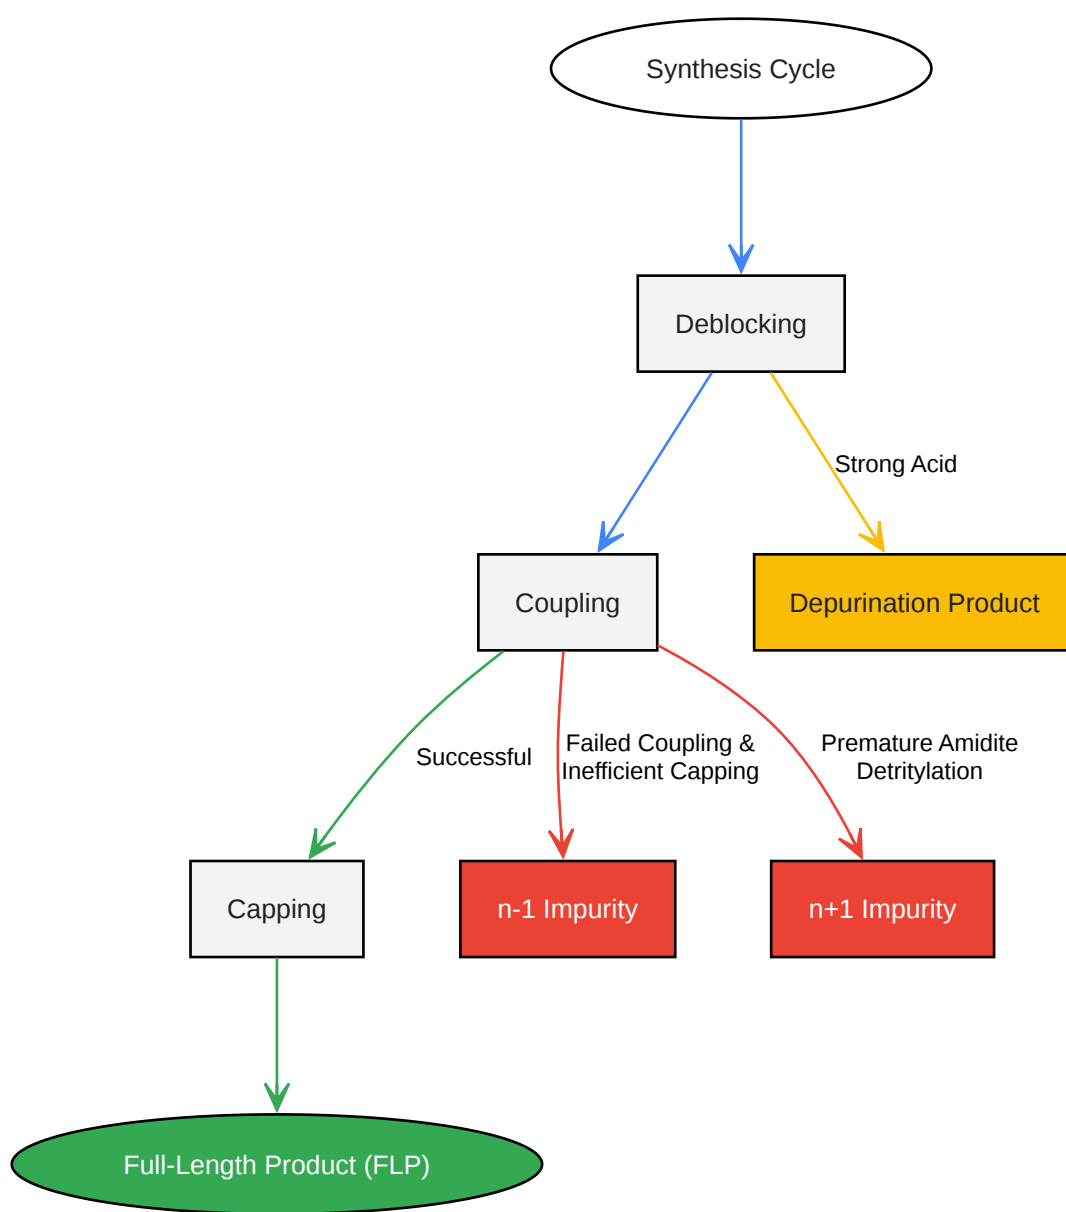 Synthesis Cycle
Deblocking
Strong Acid
Coupling
Depurination Product
Successful
Failed Coupling &
Inefficient Capping
Premature Amidite
Detritylation
Capping
n-1 Impurity
n+1 Impurity
Full-Length Product (FLP)